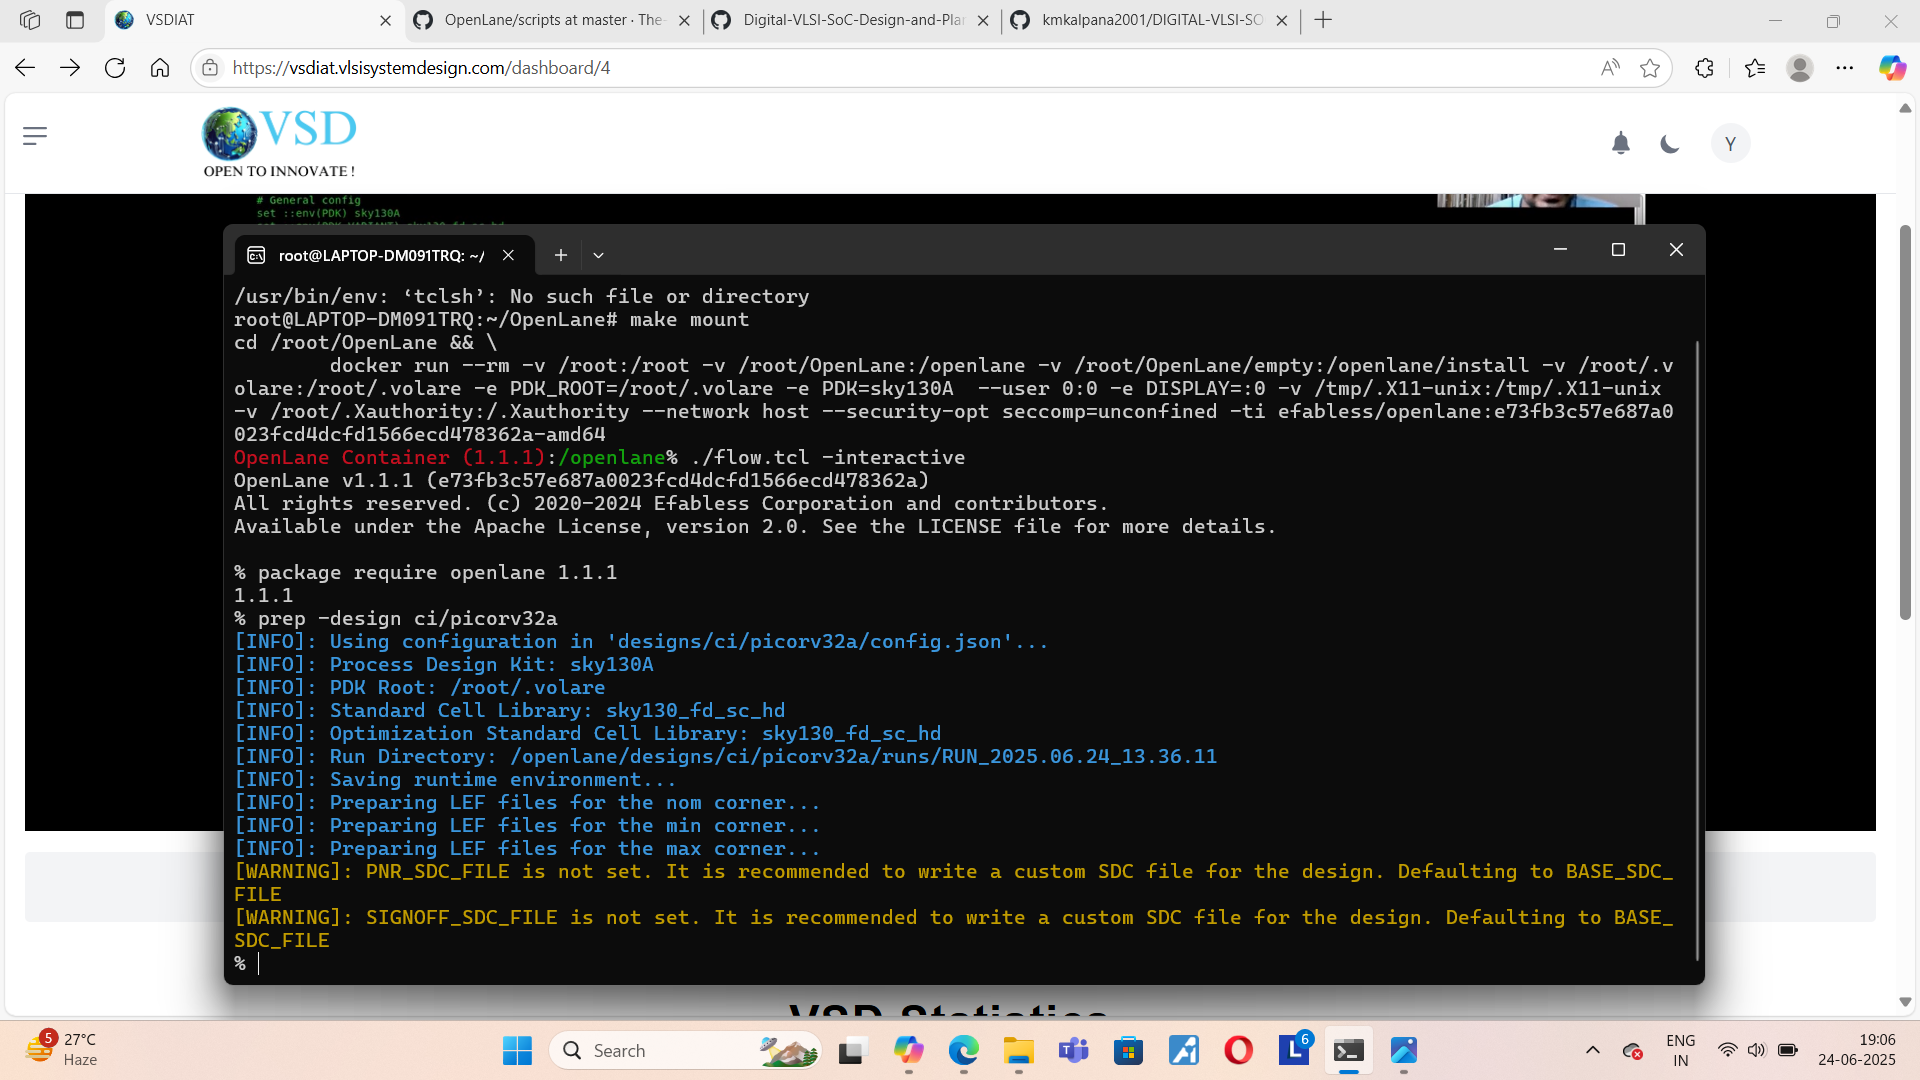 VSDIAT
OpenLane/scripts at master · The-
Digital-VLSI-SoC-Design-and-Plan
kmkalpana2001/DIGITAL-VLSI-SO
https://vsdiat.vlsisystemdesign.com/dashboard/4
VSD
OPEN TO INNOVATE !
Y
# General config
set ::env(PDK) sky130A
root@LAPTOP-DM091TRQ: ~/
/usr/bin/env: ‘tclsh’: No such file or directory
root@LAPTOP-DM091TRQ:~/OpenLane# make mount
cd /root/OpenLane && \
docker run --rm -v /root:/root -v /root/OpenLane:/openlane -v /root/OpenLane/empty:/openlane/install -v /root/.v
olare:/root/.volare -e PDK_ROOT=/root/.volare -e PDK=sky130A  --user 0:0 -e DISPLAY=:0 -v /tmp/.X11-unix:/tmp/.X11-unix
-v /root/.Xauthority:/.Xauthority --network host --security-opt seccomp=unconfined -ti efabless/openlane:e73fb3c57e687a0
023fcd4dcfd1566ecd478362a-amd64
OpenLane Container (1.1.1):/openlane% ./flow.tcl -interactive
OpenLane v1.1.1 (e73fb3c57e687a0023fcd4dcfd1566ecd478362a)
All rights reserved. (c) 2020-2024 Efabless Corporation and contributors.
Available under the Apache License, version 2.0. See the LICENSE file for more details.
% package require openlane 1.1.1
1.1.1
% prep -design ci/picorv32a
[INFO]: Using configuration in 'designs/ci/picorv32a/config.json'...
[INFO]: Process Design Kit: sky130A
[INFO]: PDK Root: /root/.volare
[INFO]: Standard Cell Library: sky130_fd_sc_hd
[INFO]: Optimization Standard Cell Library: sky130_fd_sc_hd
[INFO]: Run Directory: /openlane/designs/ci/picorv32a/runs/RUN_2025.06.24_13.36.11
[INFO]: Saving runtime environment...
[INFO]: Preparing LEF files for the nom corner...
[INFO]: Preparing LEF files for the min corner...
[INFO]: Preparing LEF files for the max corner...
[WARNING]: PNR_SDC_FILE is not set. It is recommended to write a custom SDC file for the design. Defaulting to BASE_SDC_
FILE
[WARNING]: SIGNOFF_SDC_FILE is not set. It is recommended to write a custom SDC file for the design. Defaulting to BASE_
SDC_FILE
%
VSD Statistics
5
27°C
Haze
Search
6
ENG
IN
19:06
24-06-2025